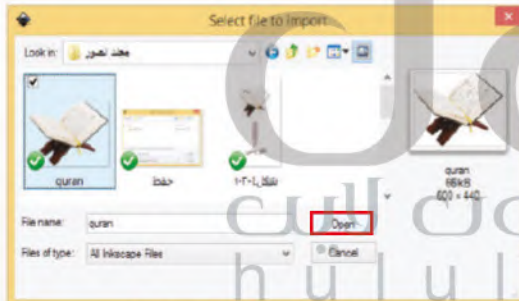 Select file to import
Look in: مجلد الصور
quran
حفظ
quran
66kB
600 × 440
File name: quran Open
Files of type: All Inkscape Files Cancel